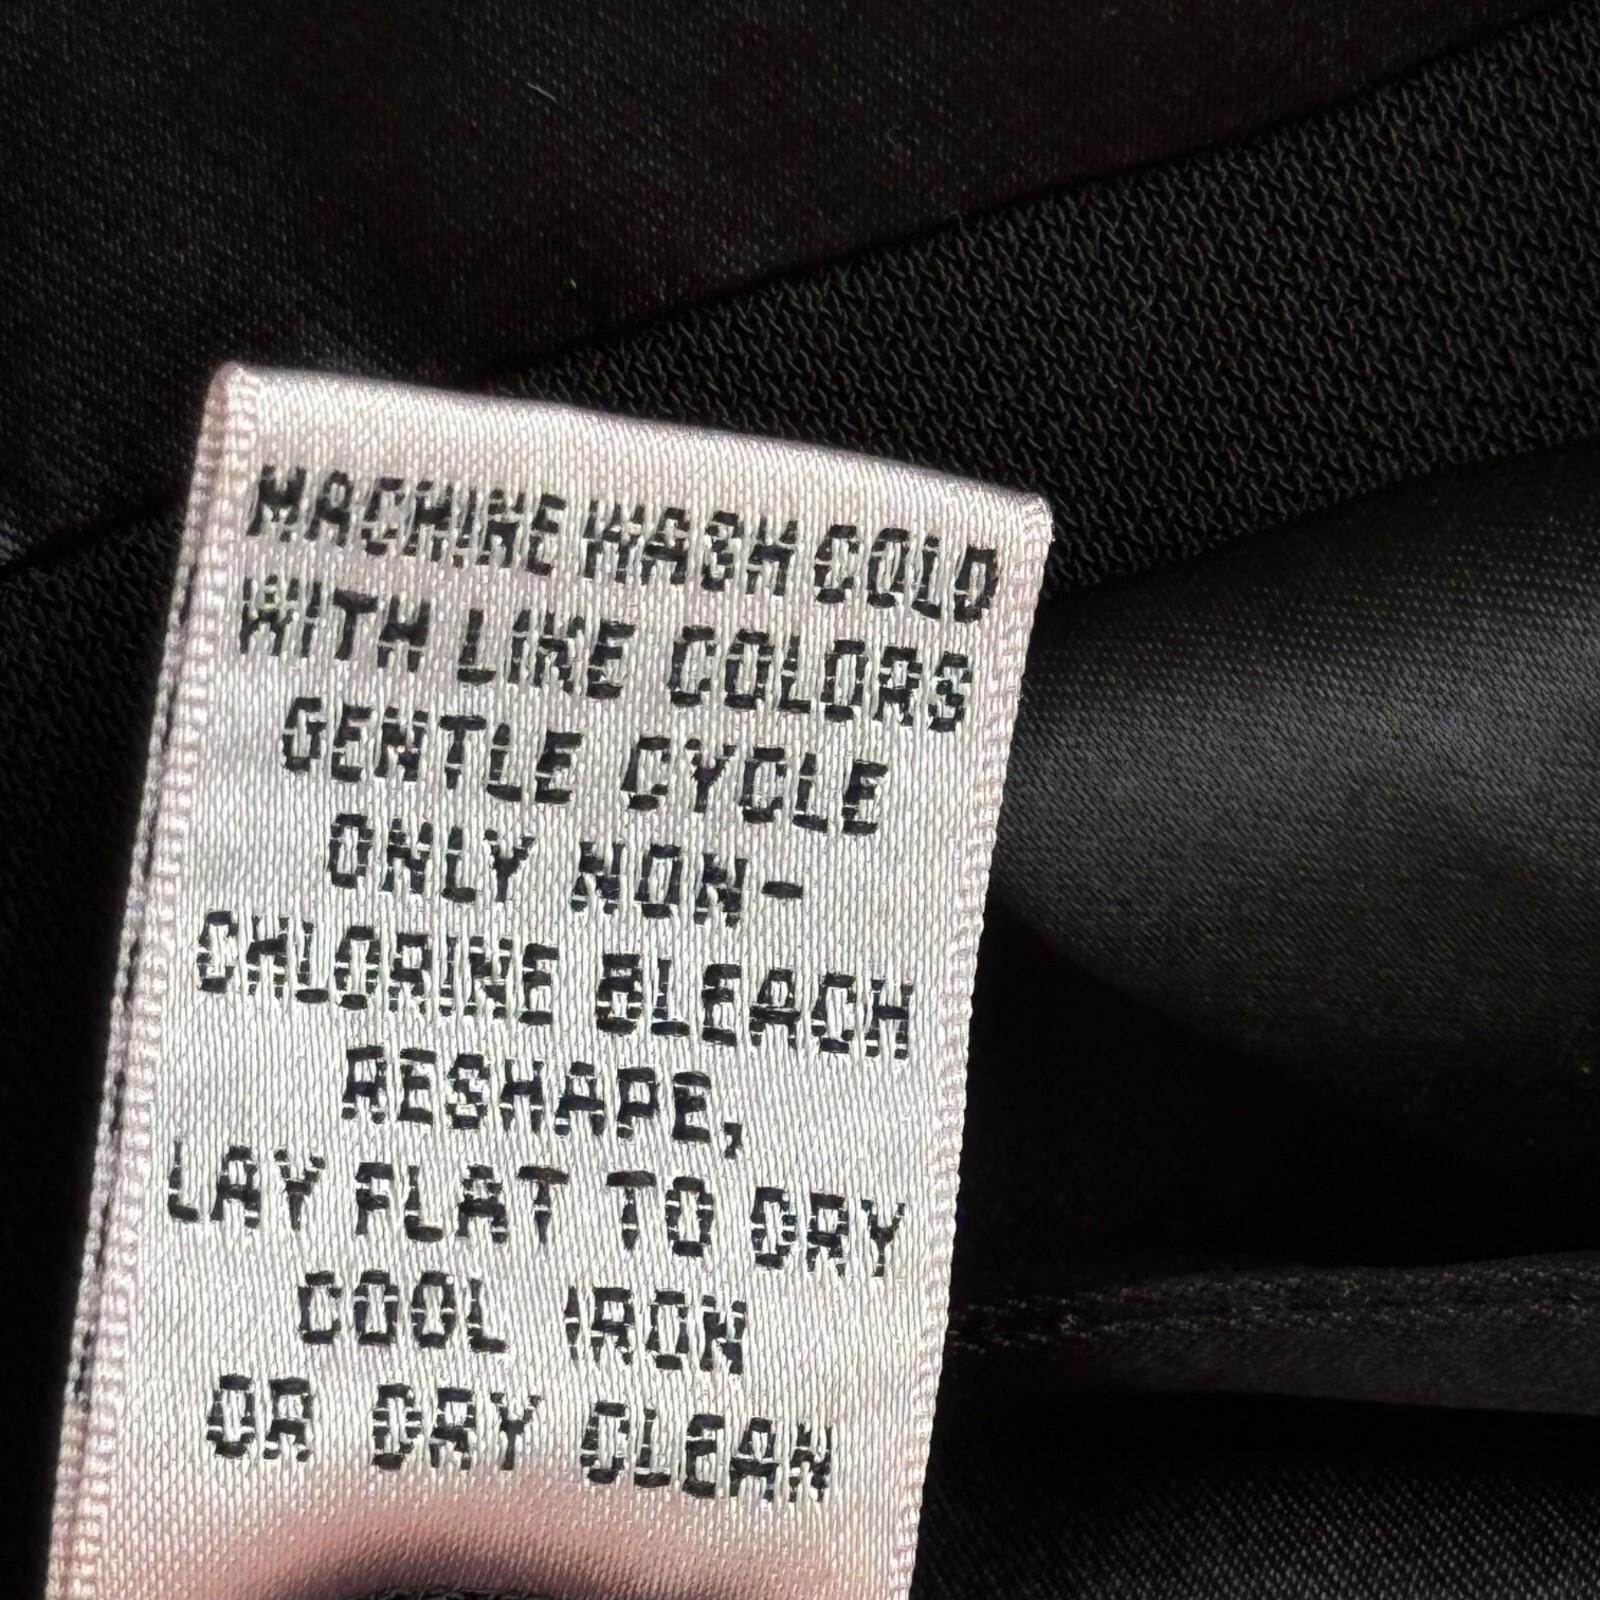 MACHINE WASH COLD
WITH LIKE COLORS
GENTLE CYCLE
ONLY NON-
CHLORINE BLEACH
RESHAPE,
LAY FLAT TO DRY
COOL IRON
OR DRY CLEAN